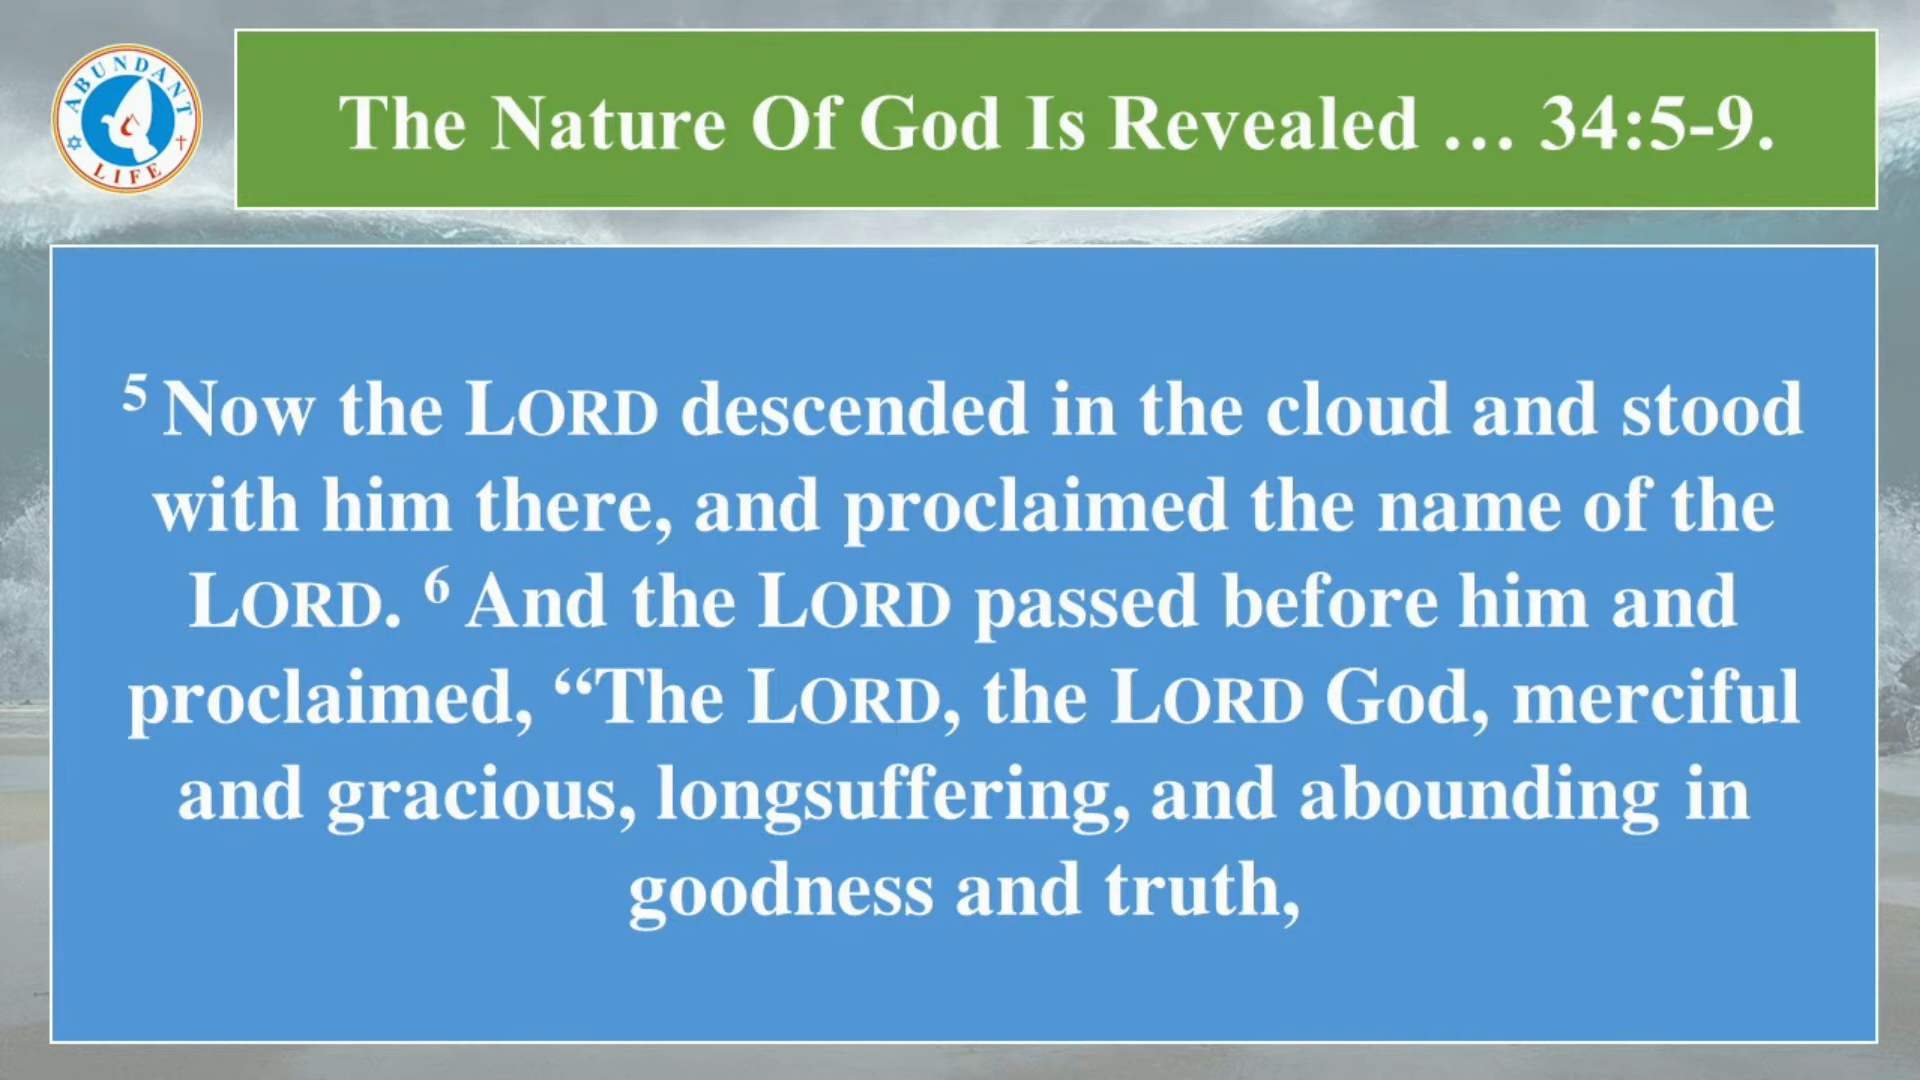 ABUNDANT
LIFE
The Nature Of God Is Revealed … 34:5-9.
5 Now the LORD descended in the cloud and stood
with him there, and proclaimed the name of the
LORD. 6 And the LORD passed before him and
proclaimed, “The LORD, the LORD God, merciful
and gracious, longsuffering, and abounding in
goodness and truth,